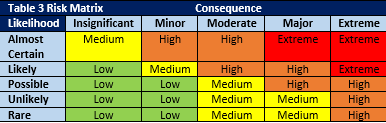 Table 3 Risk Matrix Consequence
Likelihood Insignificant Minor Moderate Major Extreme
Almost Certain Medium High High Extreme Extreme
Likely Low Medium High High Extreme
Possible Low Low Medium High High
Unlikely Low Low Medium Medium High
Rare Low Low Medium Medium High